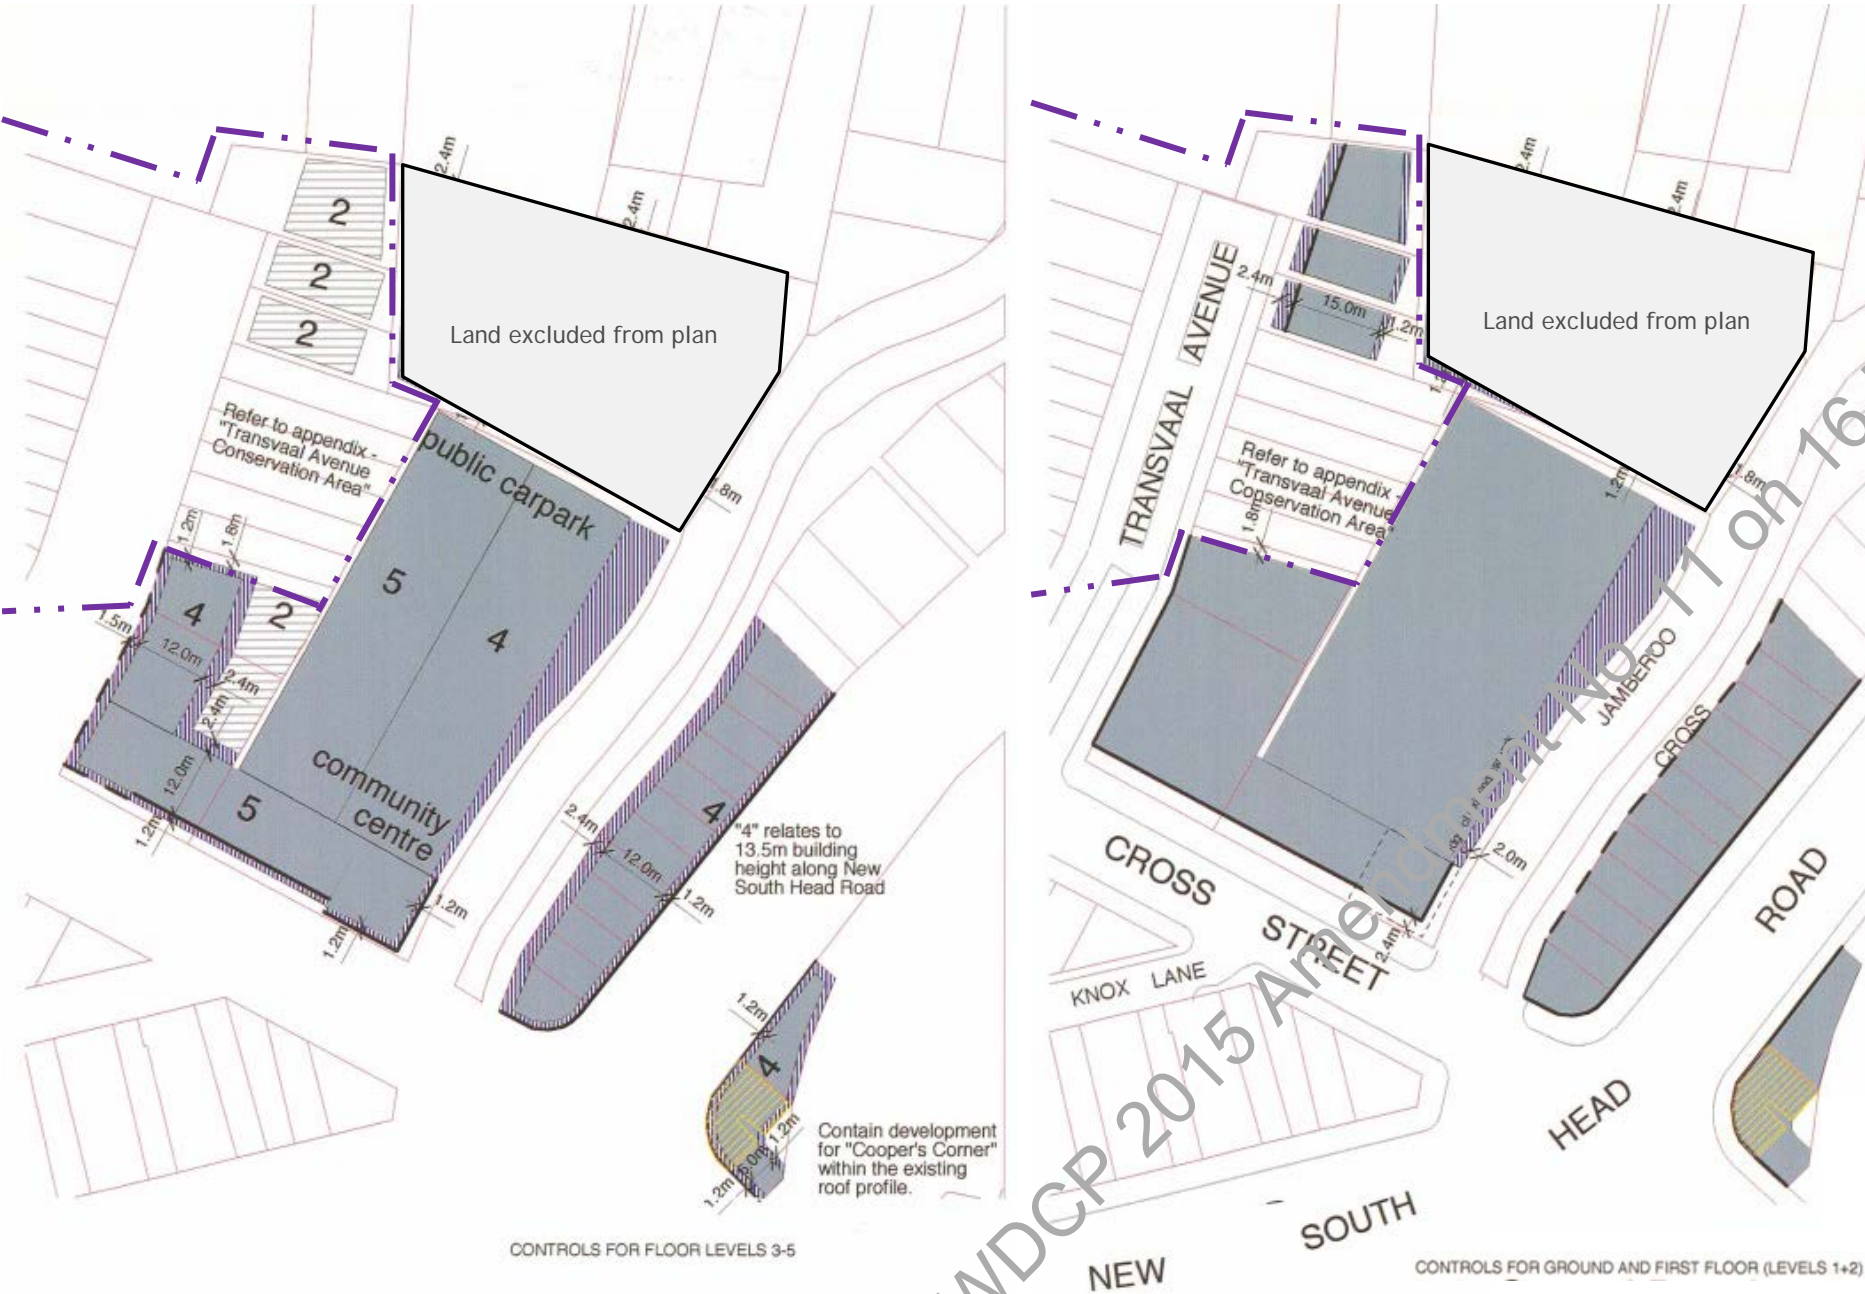 2.4m
2.4m
2
2
2
Land excluded from plan
Refer to appendix -
"Transvaal Avenue
Conservation Area"
public carpark
1.8m
1.2m
1.8m
5
4
4
2
1.5m
12.0m
2.4m
2.4m
12.0m
5
1.2m
community
centre
1.2m
1.2m
2.4m
12.0m
1.2m
4
"4" relates to
13.5m building
height along New
South Head Road
1.2m
4
1.2m
6.0m
1.2m
Contain development
for "Cooper's Corner"
within the existing
roof profile.
CONTROLS FOR FLOOR LEVELS 3-5
2.4m
2.4m
2.4m
15.0m
1.2m
Land excluded from plan
TRANSVAAL AVENUE
Refer to appendix -
"Transvaal Avenue
Conservation Area"
1.8m
1.2m
1.8m
JAMBEROO
CROSS
2.0m
2.4m
CROSS STREET
KNOX LANE
NEW SOUTH HEAD ROAD
WDCP 2015 Amendment No. 11 on 16
CONTROLS FOR GROUND AND FIRST FLOOR (LEVELS 1+2)